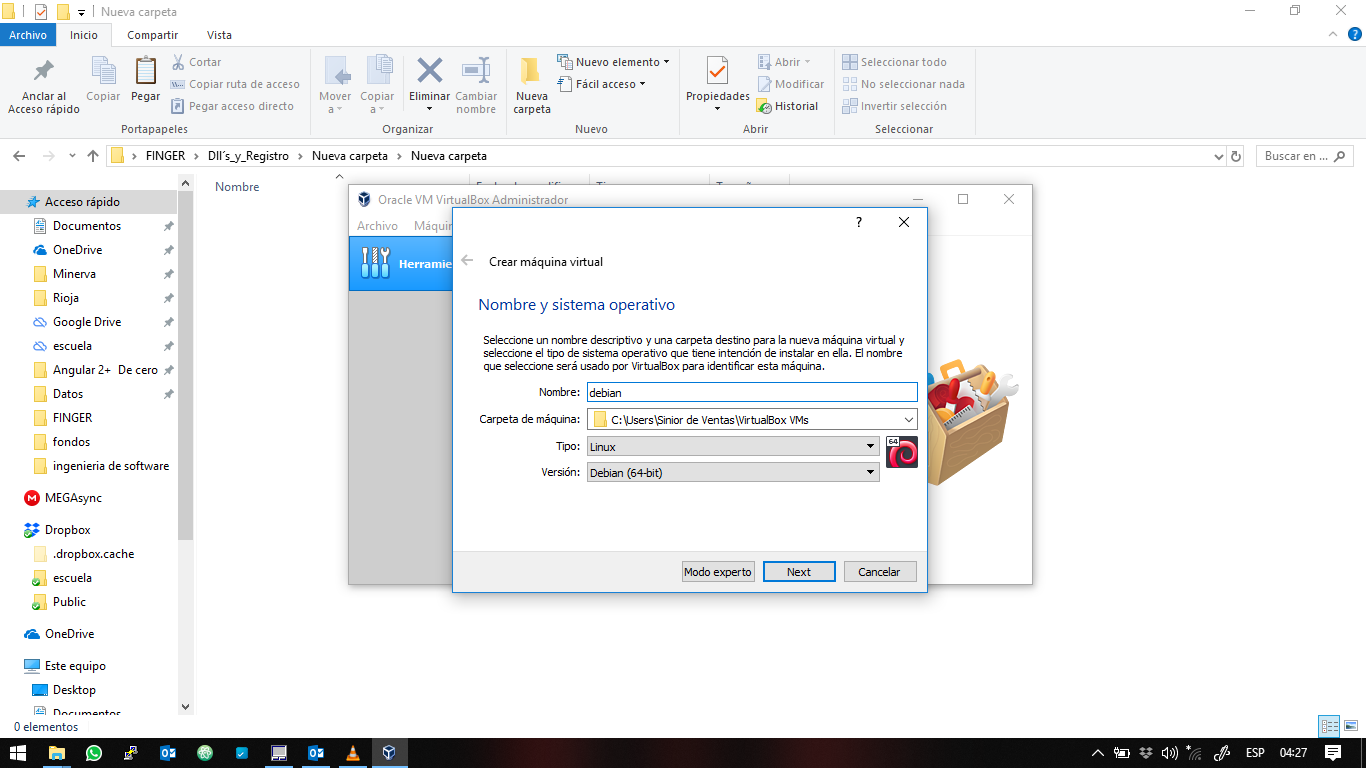 Nueva carpeta
Archivo Inicio Compartir Vista
Anclar al Acceso rápido
Copiar
Pegar
Cortar
Copiar ruta de acceso
Pegar acceso directo
Portapapeles
Mover a
Copiar a
Eliminar
Cambiar nombre
Organizar
Nueva carpeta
Nuevo elemento
Fácil acceso
Nuevo
Propiedades
Abrir
Modificar
Historial
Abrir
Seleccionar todo
No seleccionar nada
Invertir selección
Seleccionar
FINGER > Dll´s_y_Registro > Nueva carpeta > Nueva carpeta
Buscar en ...
Nombre
Acceso rápido
Documentos
OneDrive
Minerva
Rioja
Google Drive
escuela
Angular 2+ De cero
Datos
FINGER
fondos
ingenieria de software
MEGAsync
Dropbox
.dropbox.cache
escuela
Public
OneDrive
Este equipo
Desktop
Documentos
0 elementos
Oracle VM VirtualBox Administrador
Archivo
?
Crear máquina virtual
Nombre y sistema operativo
Seleccione un nombre descriptivo y una carpeta destino para la nueva máquina virtual y
seleccione el tipo de sistema operativo que tiene intención de instalar en ella. El nombre
que seleccione será usado por VirtualBox para identificar esta máquina.
Nombre: debian
Carpeta de máquina: C:\Users\Sinior de Ventas\VirtualBox VMs
Tipo: Linux
64
Versión: Debian (64-bit)
Modo experto Next Cancelar
ESP 04:27